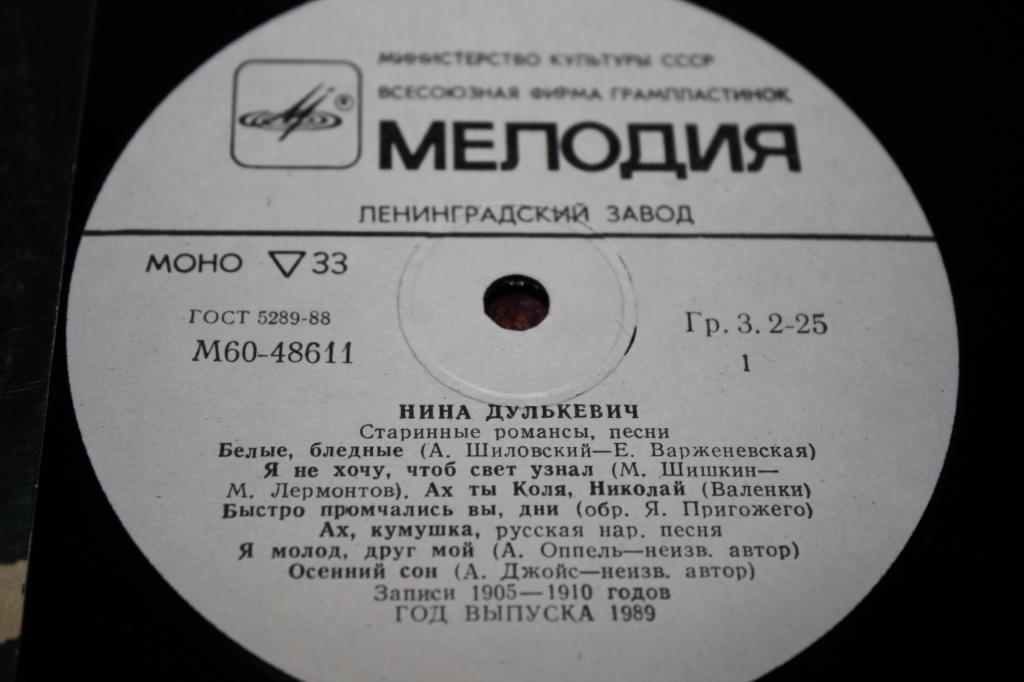 МИНИСТЕРСТВО КУЛЬТУРЫ СССР
ВСЕСОЮЗНАЯ ФИРМА ГРАМПЛАСТИНОК
®
МЕЛОДИЯ
ЛЕНИНГРАДСКИЙ ЗАВОД
МОНО ▽33
ГОСТ 5289-88
М60-48611
Гр. 3. 2-25
1
НИНА ДУЛЬКЕВИЧ
Старинные романсы, песни
Белые, бледные (А. Шиловский—Е. Варженевская)
Я не хочу, чтоб свет узнал (М. Шишкин—
М. Лермонтов). Ах ты Коля, Николай (Валенки)
Быстро промчались вы, дни (обр. Я. Пригожего)
Ах, кумушка, русская нар. песня
Я молод, друг мой (А. Оппель—неизв. автор)
Осенний сон (А. Джойс—неизв. автор)
Записи 1905—1910 годов
ГОД ВЫПУСКА 1989